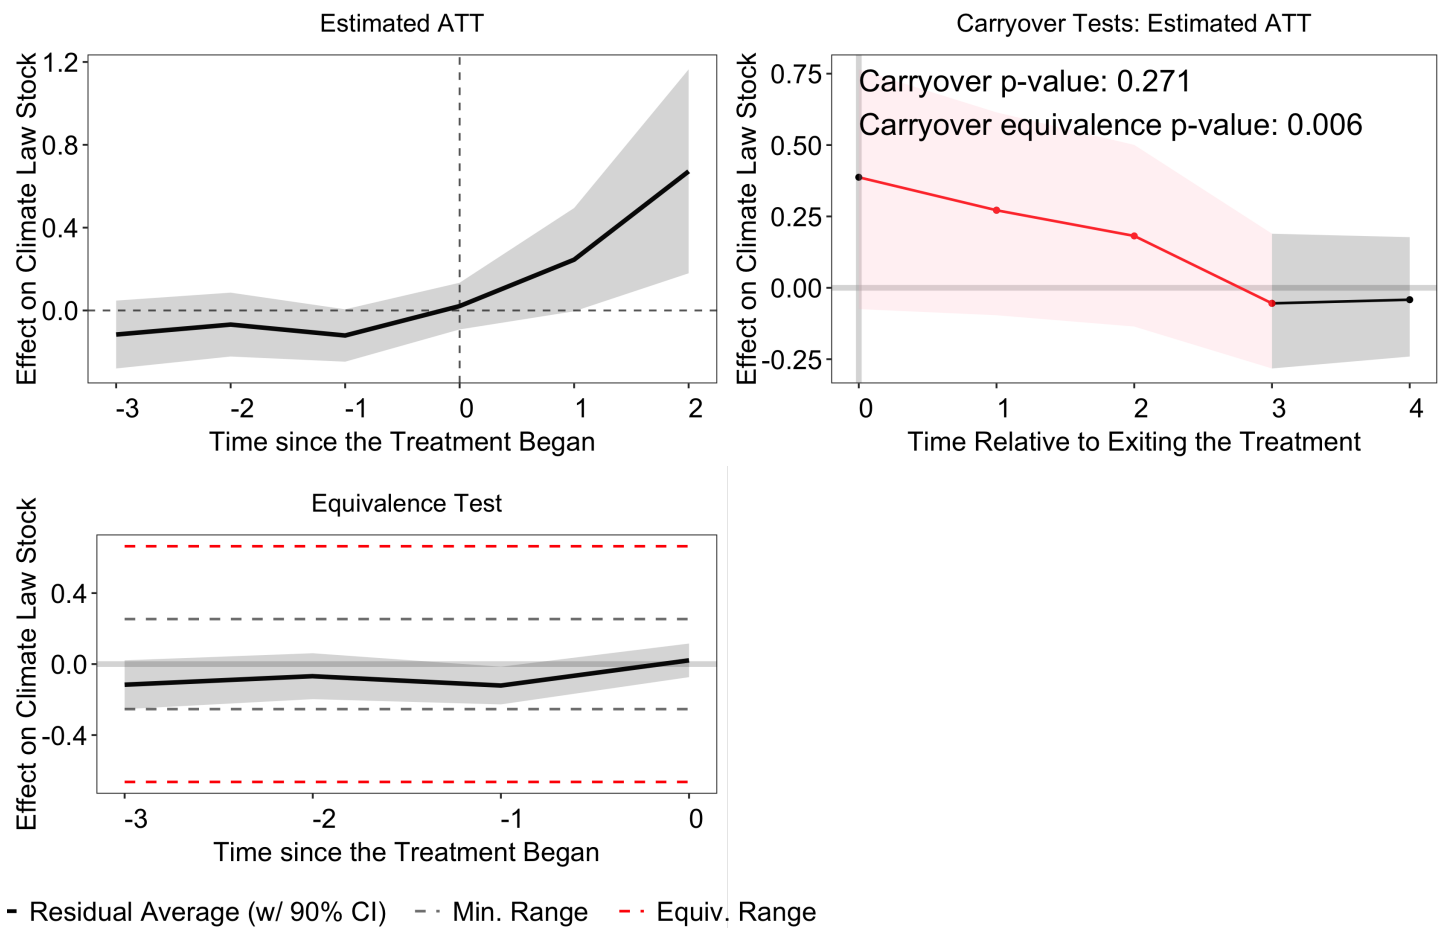 Estimated ATT
Effect on Climate Law Stock
1.2
0.8
0.4
0.0
-3 -2 -1 0 1 2
Time since the Treatment Began
Carryover Tests: Estimated ATT
Carryover p-value: 0.271
Carryover equivalence p-value: 0.006
Effect on Climate Law Stock
0.75
0.50
0.25
0.00
-0.25
0 1 2 3 4
Time Relative to Exiting the Treatment
Equivalence Test
Effect on Climate Law Stock
0.4
0.0
-0.4
-3 -2 -1 0
Time since the Treatment Began
Residual Average (w/ 90% CI) Min. Range Equiv. Range